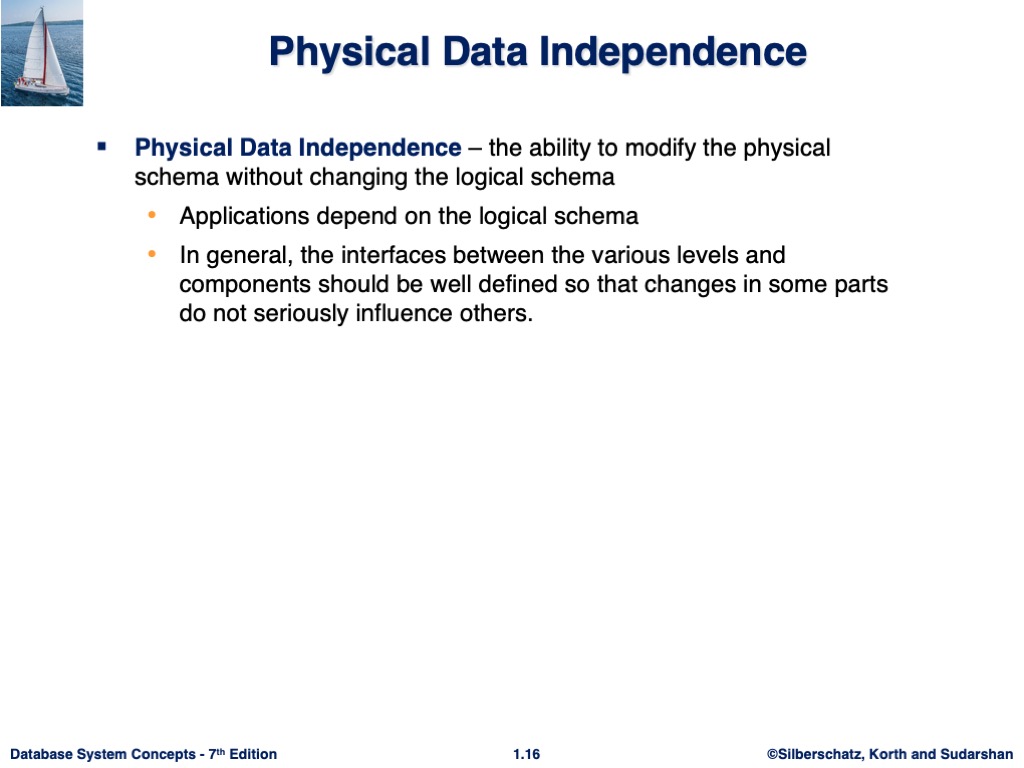 Physical Data Independence
▪ Physical Data Independence – the ability to modify the physical
schema without changing the logical schema
• Applications depend on the logical schema
• In general, the interfaces between the various levels and
components should be well defined so that changes in some parts
do not seriously influence others.
Database System Concepts - 7th Edition
1.16
©Silberschatz, Korth and Sudarshan